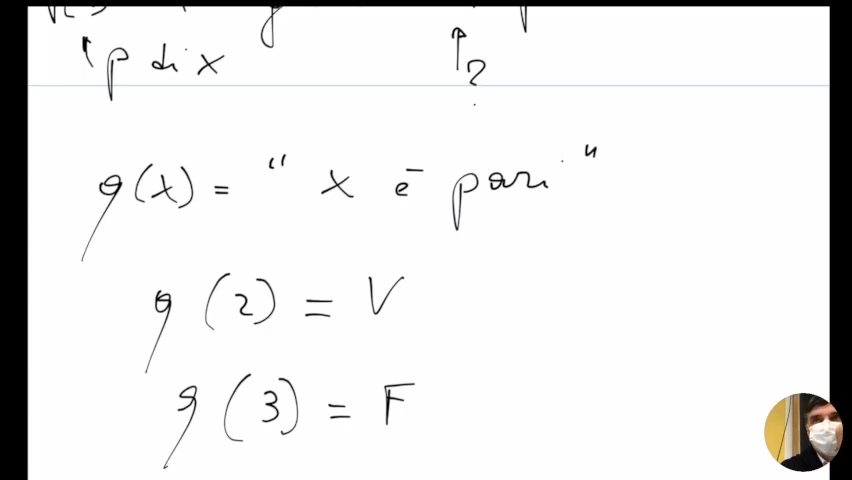 "p di x
↑?
q(x) = " x è pari "
q (2) = V
q (3) = F